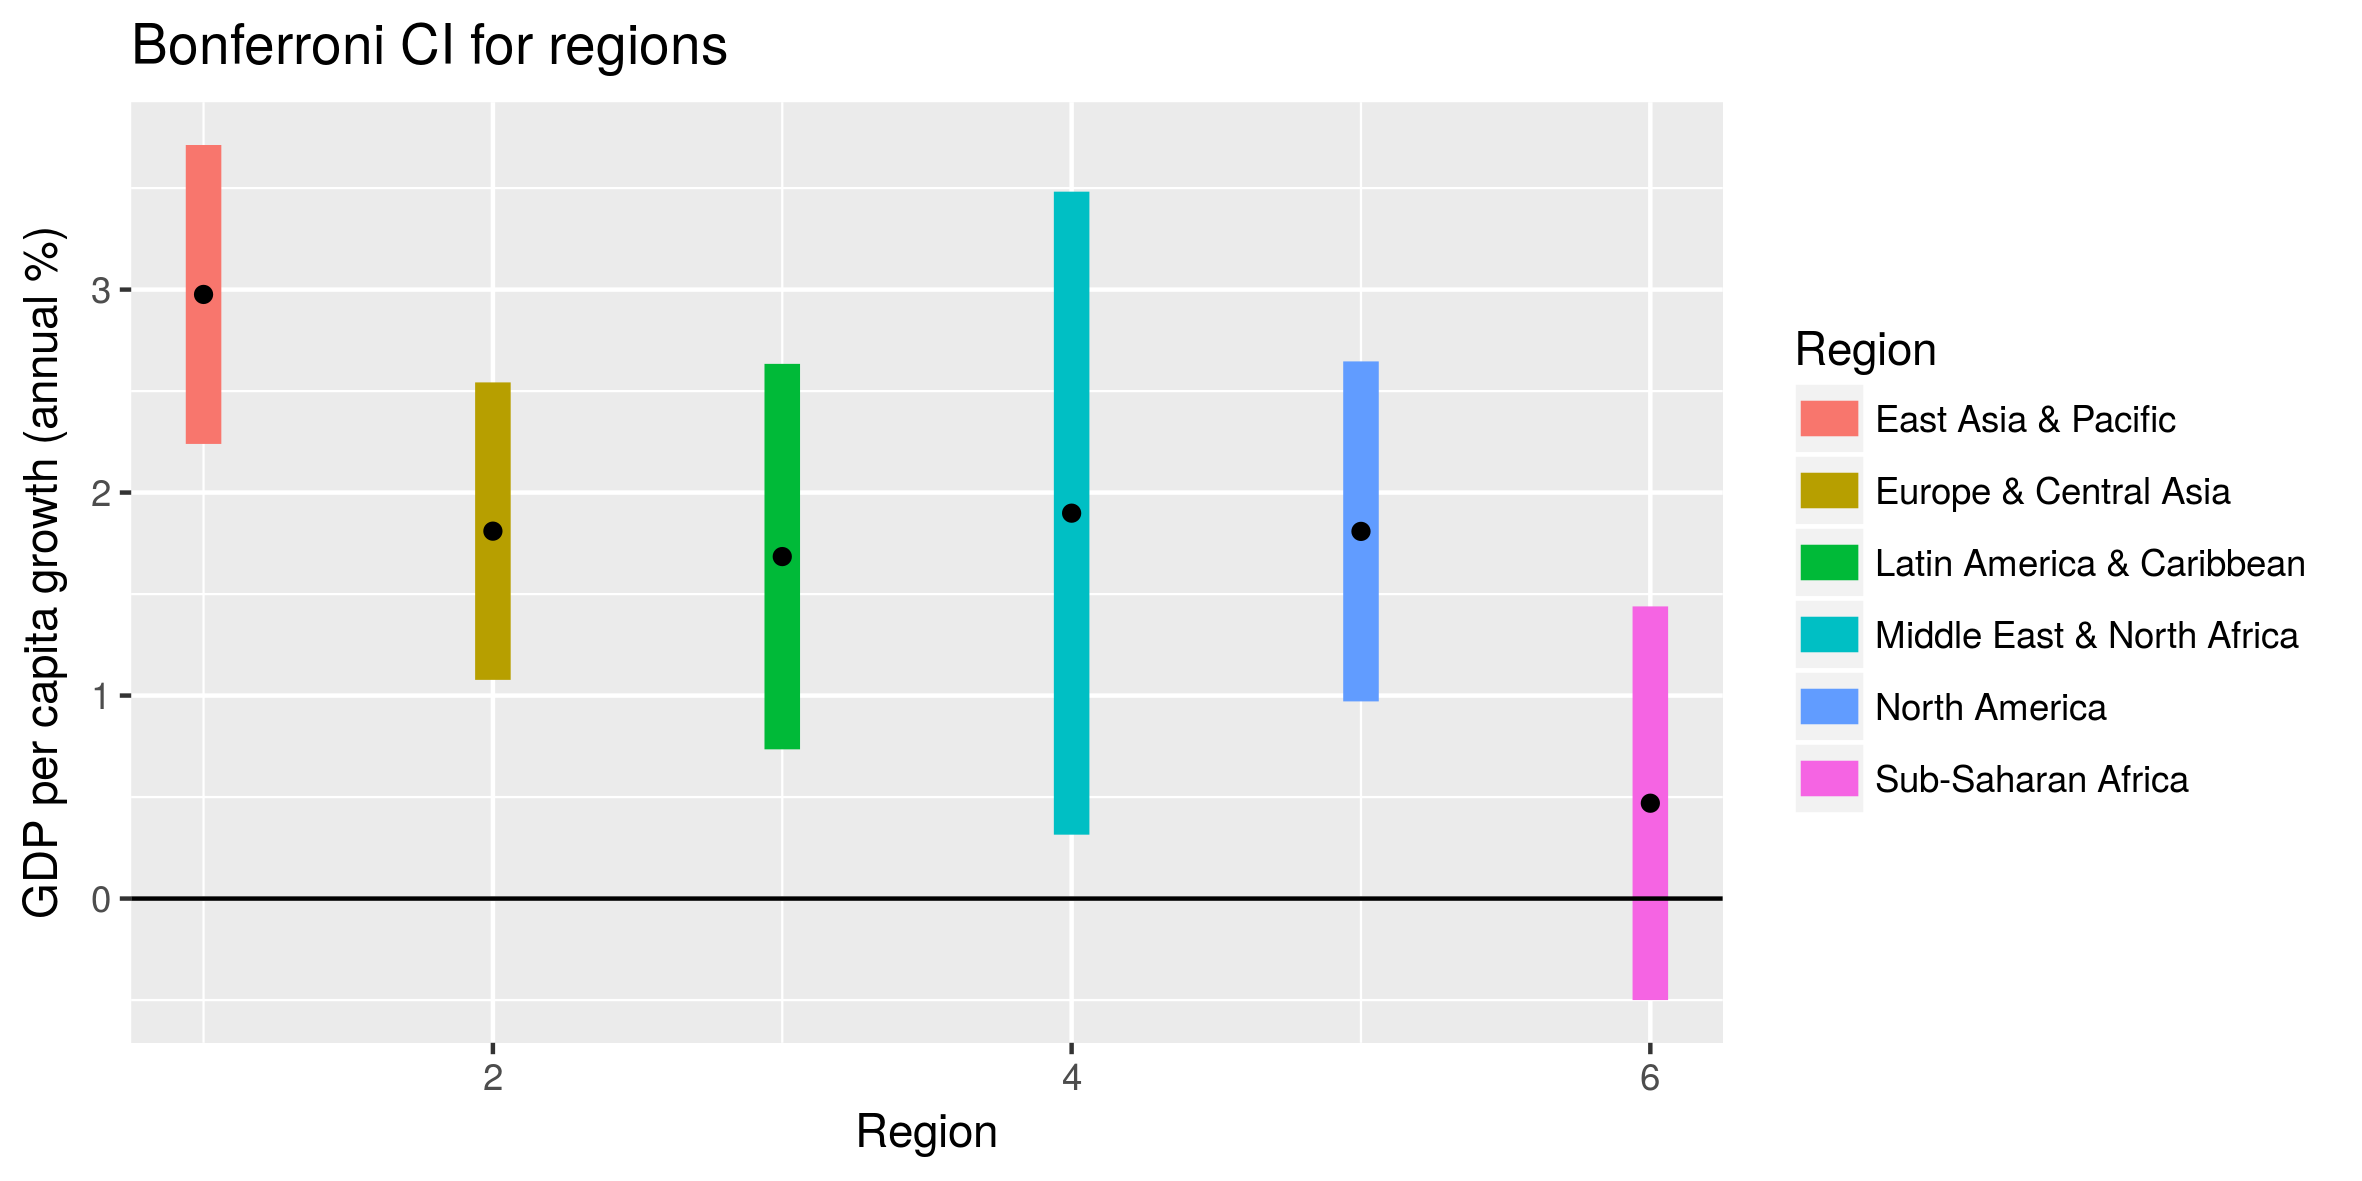 Bonferroni CI for regions
GDP per capita growth (annual %)
3
2
1
0
2
4
6
Region
Region
East Asia & Pacific
Europe & Central Asia
Latin America & Caribbean
Middle East & North Africa
North America
Sub-Saharan Africa